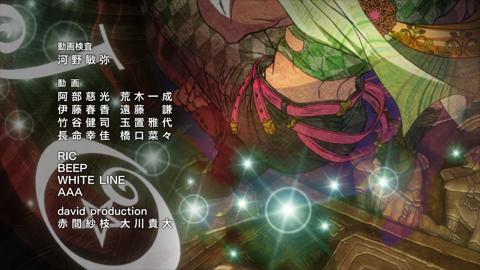 動画検査
河野敏弥
動 画
阿部慈光 荒木一成
伊藤春香 遠藤 謙
竹谷健司 玉置雅代
長命幸佳 橋口菜々
RIC
BEEP
WHITE LINE
AAA
david production
赤間紗枝 大川貴大